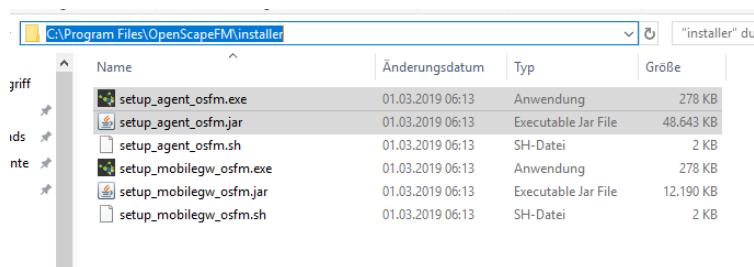 C:\Program Files\OpenScapeFM\installer
"installer" du
Name Änderungsdatum Typ Größe
griff
setup_agent_osfm.exe 01.03.2019 06:13 Anwendung 278 KB
setup_agent_osfm.jar 01.03.2019 06:13 Executable Jar File 48.643 KB
ds setup_agent_osfm.sh 01.03.2019 06:13 SH-Datei 2 KB
nte setup_mobilegw_osfm.exe 01.03.2019 06:13 Anwendung 278 KB
setup_mobilegw_osfm.jar 01.03.2019 06:13 Executable Jar File 12.190 KB
setup_mobilegw_osfm.sh 01.03.2019 06:13 SH-Datei 2 KB